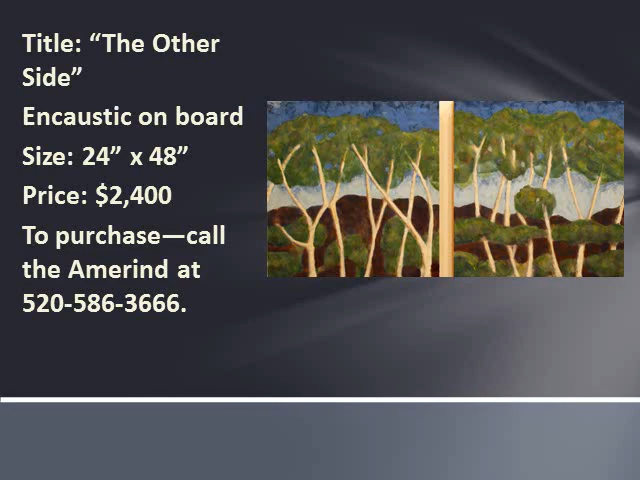 Title: “The Other
Side”
Encaustic on board
Size: 24” x 48”
Price: $2,400
To purchase—call
the Amerind at
520-586-3666.